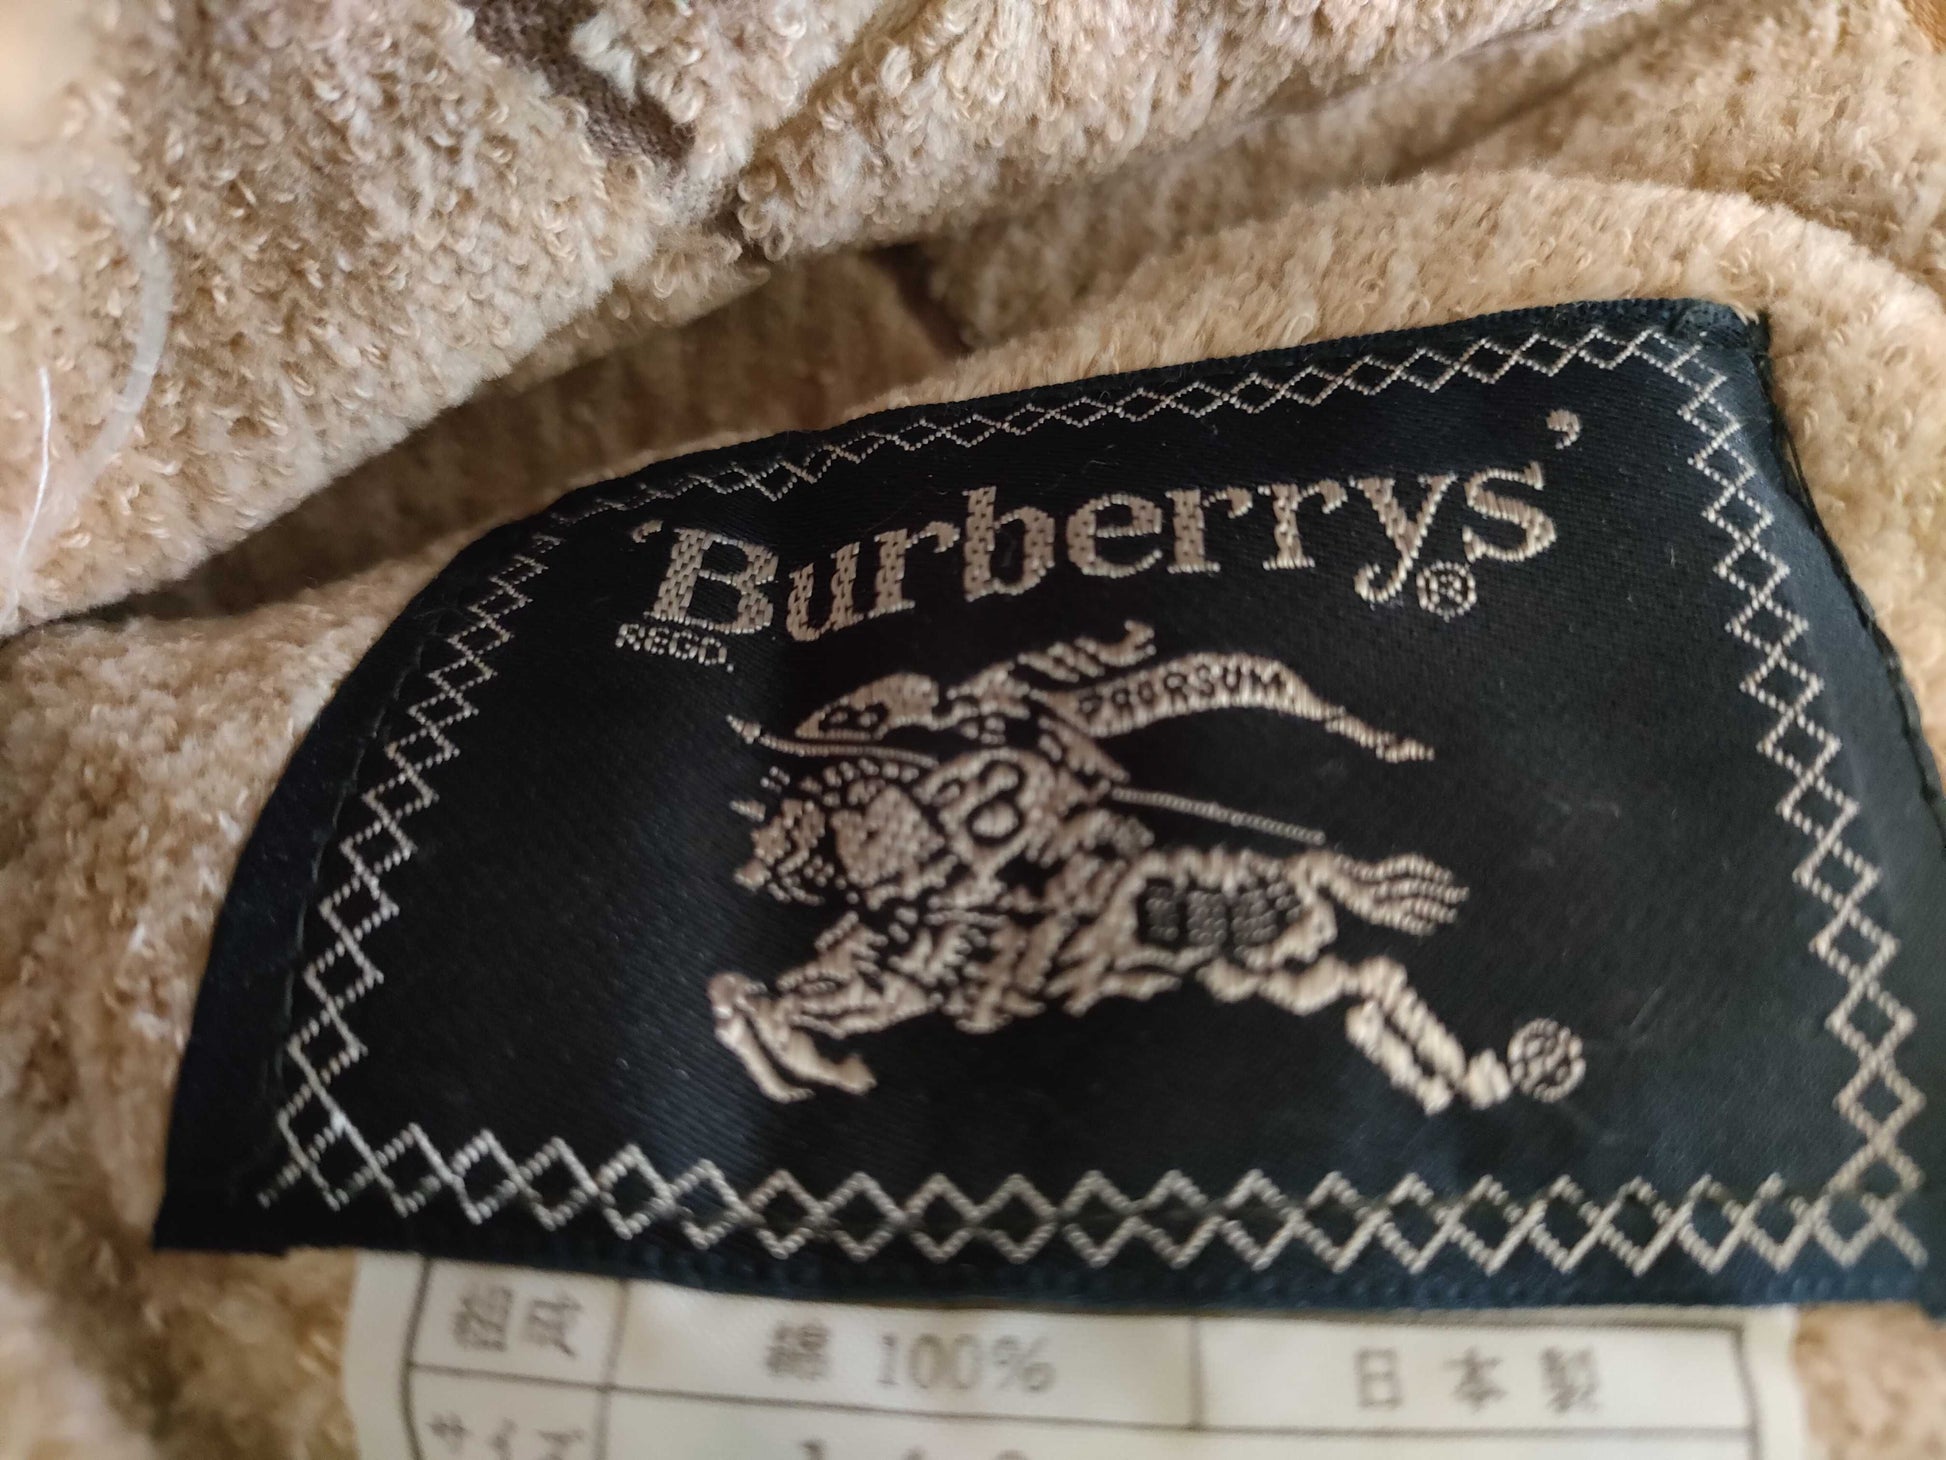 'Burberrys'®
REGD.
B PRORSUM
B
綿 100% 日本製